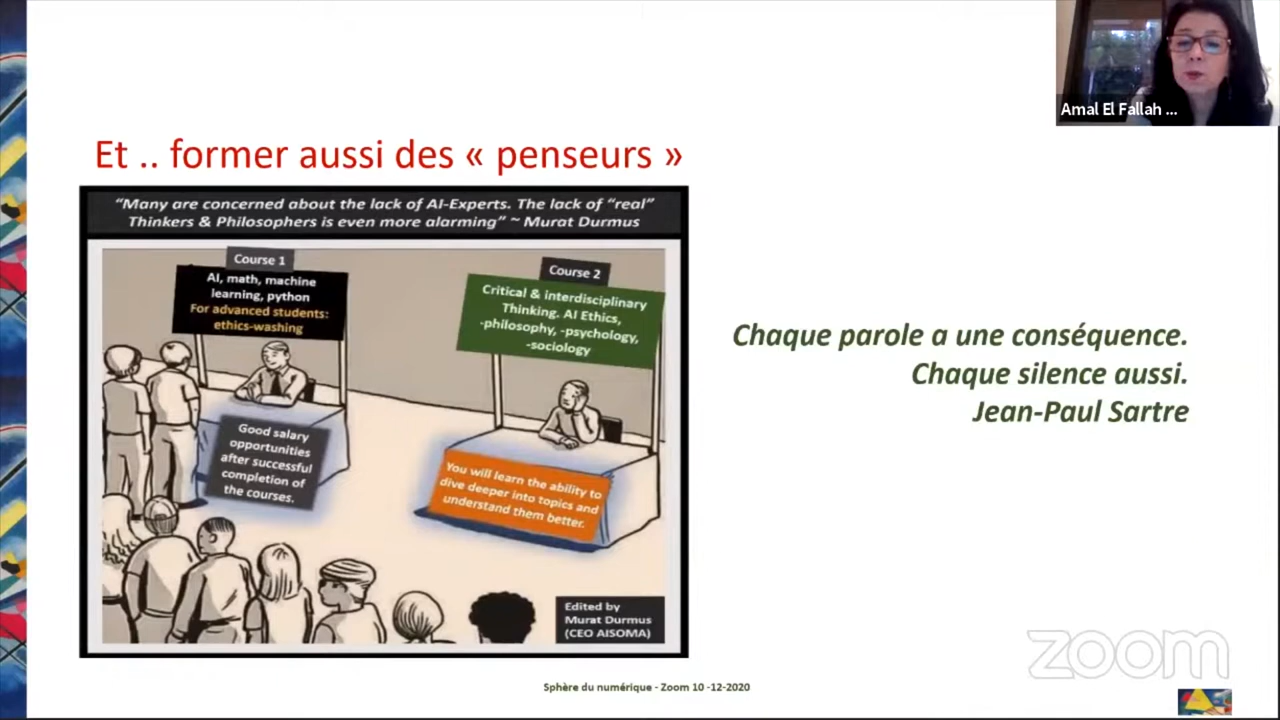 Amal El Fallah ...
Et .. former aussi des « penseurs »
“Many are concerned about the lack of AI-Experts. The lack of “real”
Thinkers & Philosophers is even more alarming” ~ Murat Durmus
Course 1
AI, math, machine
learning, python
For advanced students:
ethics-washing
Good salary
opportunities
after successful
completion of
the courses.
Course 2
Critical & interdisciplinary
Thinking. AI Ethics,
-philosophy, -psychology,
-sociology
You will learn the ability to
dive deeper into topics and
understand them better.
Edited by
Murat Durmus
(CEO AISOMA)
Chaque parole a une conséquence.
Chaque silence aussi.
Jean-Paul Sartre
zoom
Sphère du numérique - Zoom 10 -12-2020